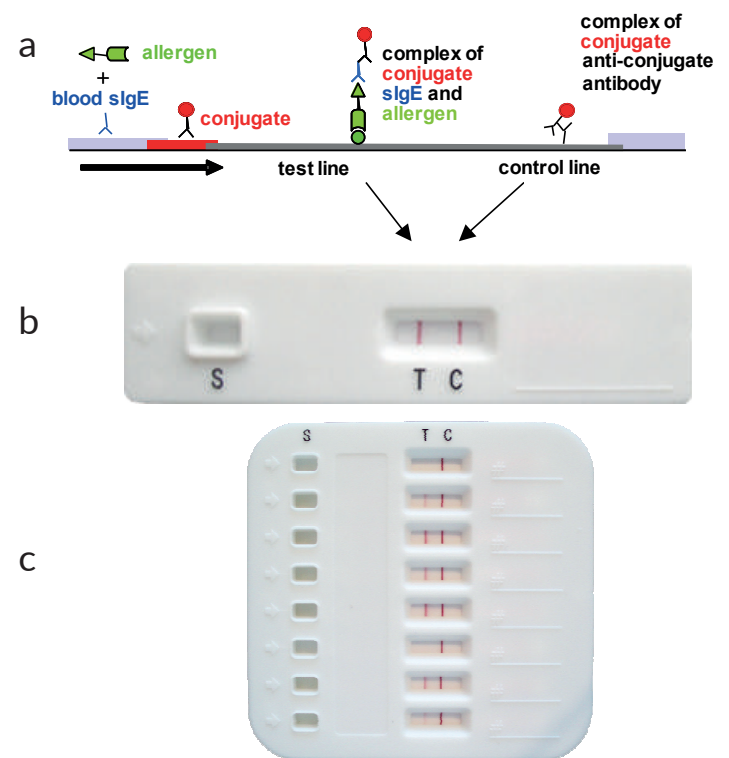 a
allergen
+
blood sIgE
conjugate
complex of
conjugate
sIgE and
allergen
complex of
conjugate
anti-conjugate
antibody
test line
control line
b
S
T C
c
S
T C